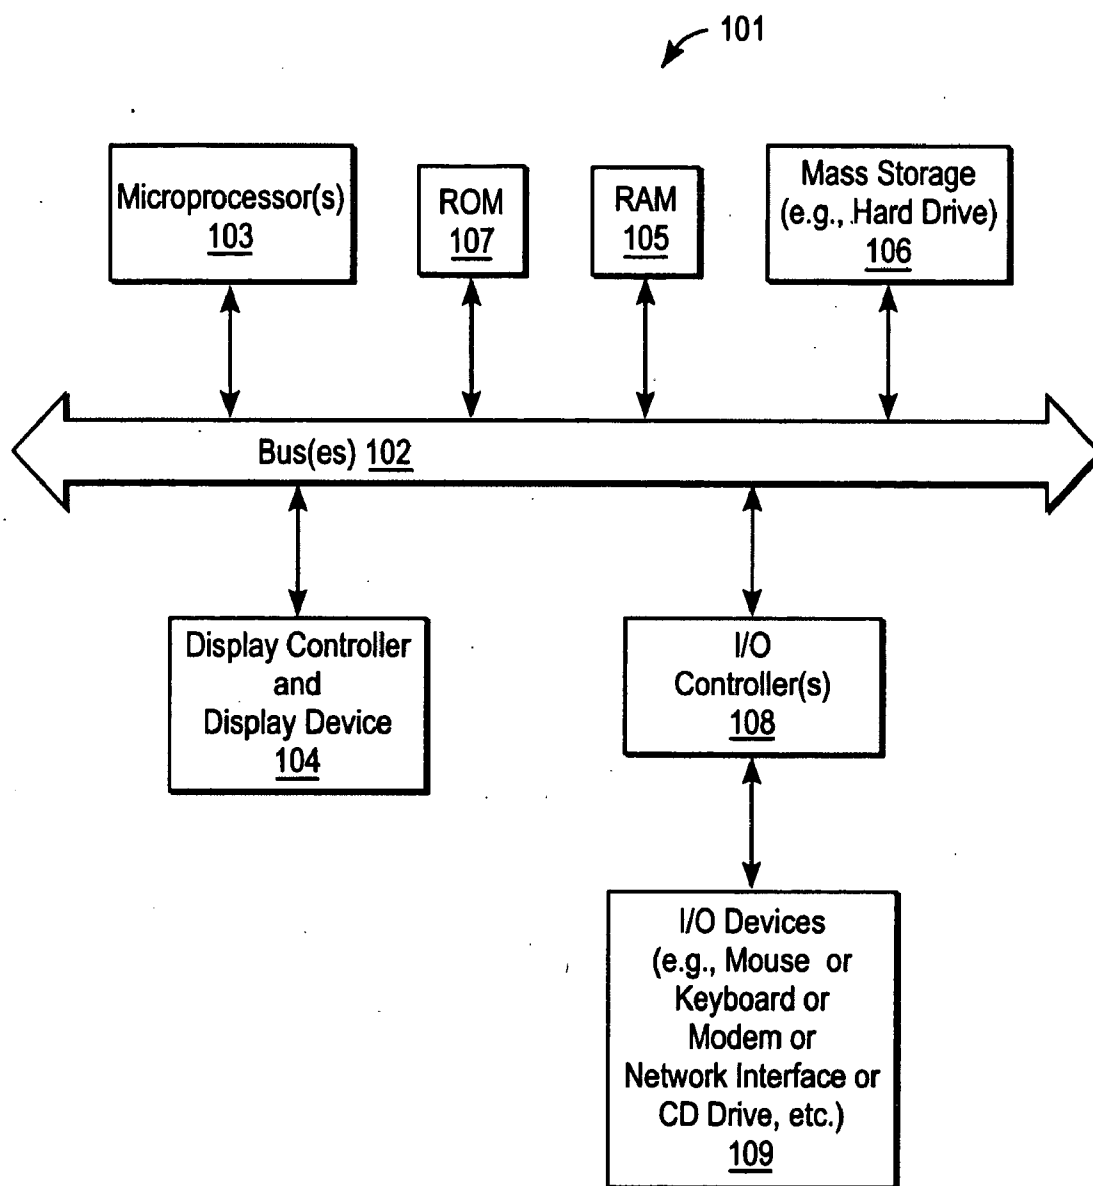 101
Microprocessor(s)
103
ROM
107
RAM
105
Mass Storage
(e.g., Hard Drive)
106
Bus(es) 102
Display Controller
and
Display Device
104
I/O
Controller(s)
108
I/O Devices
(e.g., Mouse or
Keyboard or
Modem or
Network Interface or
CD Drive, etc.)
109